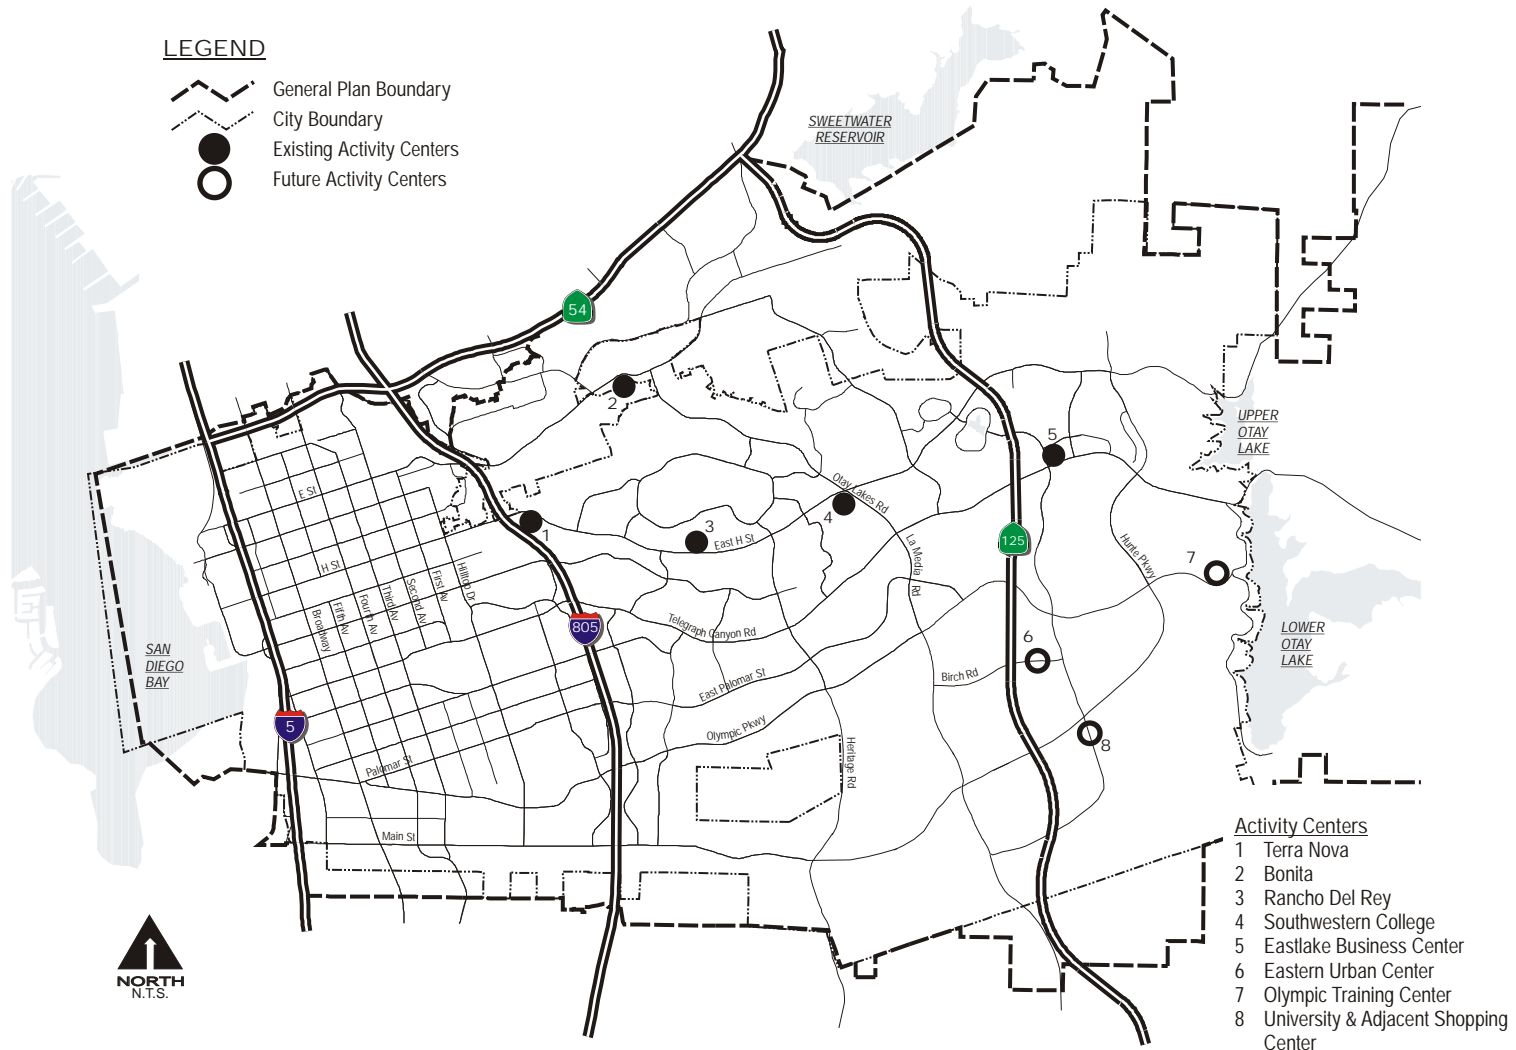 LEGEND
General Plan Boundary
City Boundary
Existing Activity Centers
Future Activity Centers
SWEETWATER
RESERVOIR
54
2
UPPER
OTAY
LAKE
5
E St
Otay Lakes Rd
4
3
1
East H St
125
H St
La Media Rd
Hunte Pkwy
7
Broadway
Fifth Av
Fourth Av
Third Av
Second Av
First Av
Hilltop Dr
805
Telegraph Canyon Rd
6
LOWER
OTAY
LAKE
SAN
DIEGO
BAY
Birch Rd
East Palomar St
5
Olympic Pkwy
8
Heritage Rd
Palomar St
Main St
Activity Centers
1 Terra Nova
2 Bonita
3 Rancho Del Rey
4 Southwestern College
5 Eastlake Business Center
6 Eastern Urban Center
7 Olympic Training Center
8 University & Adjacent Shopping
Center
NORTH
N.T.S.